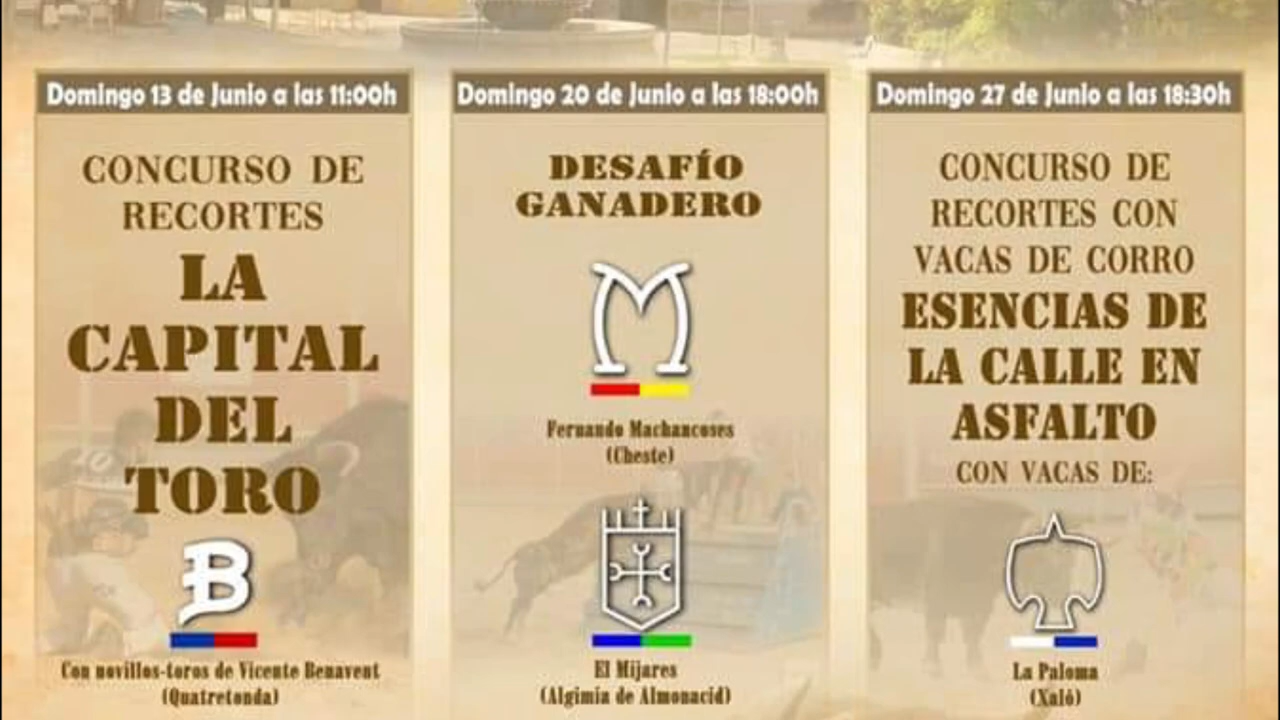 Domingo 13 de Junio a las 11:00h
CONCURSO DE
RECORTES
LA
CAPITAL
DEL
TORO
B
Con novillos-toros de Vicente Benavent
(Quatretonda)
Domingo 20 de Junio a las 18:00h
DESAFÍO
GANADERO
M
Fernando Machancoses
(Cheste)
El Mijares
(Algimia de Almonacid)
Domingo 27 de Junio a las 18:30h
CONCURSO DE
RECORTES CON
VACAS DE CORRO
ESENCIAS DE
LA CALLE EN
ASFALTO
CON VACAS DE:
La Paloma
(Xaló)